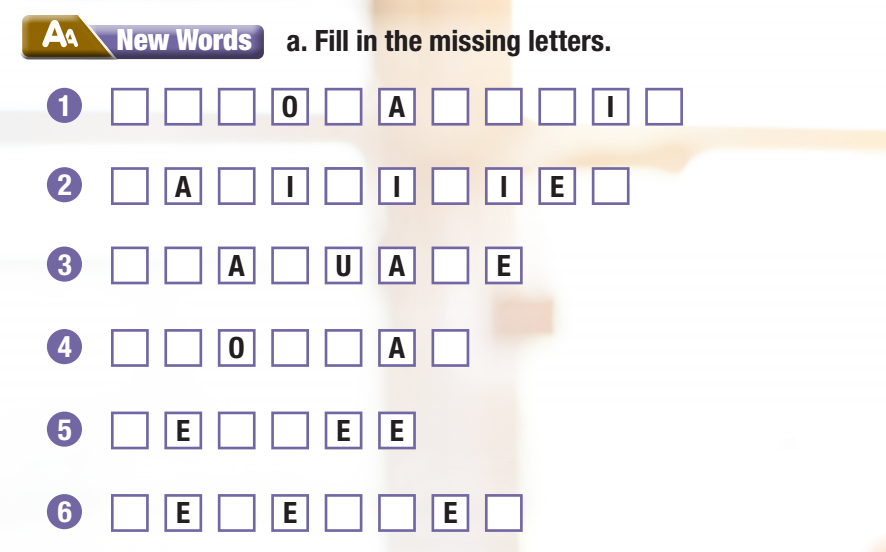 AA New Words a. Fill in the missing letters.
1 O A I
2 A I I I E
3 A U A E
4 O A
5 E E E
6 E E E